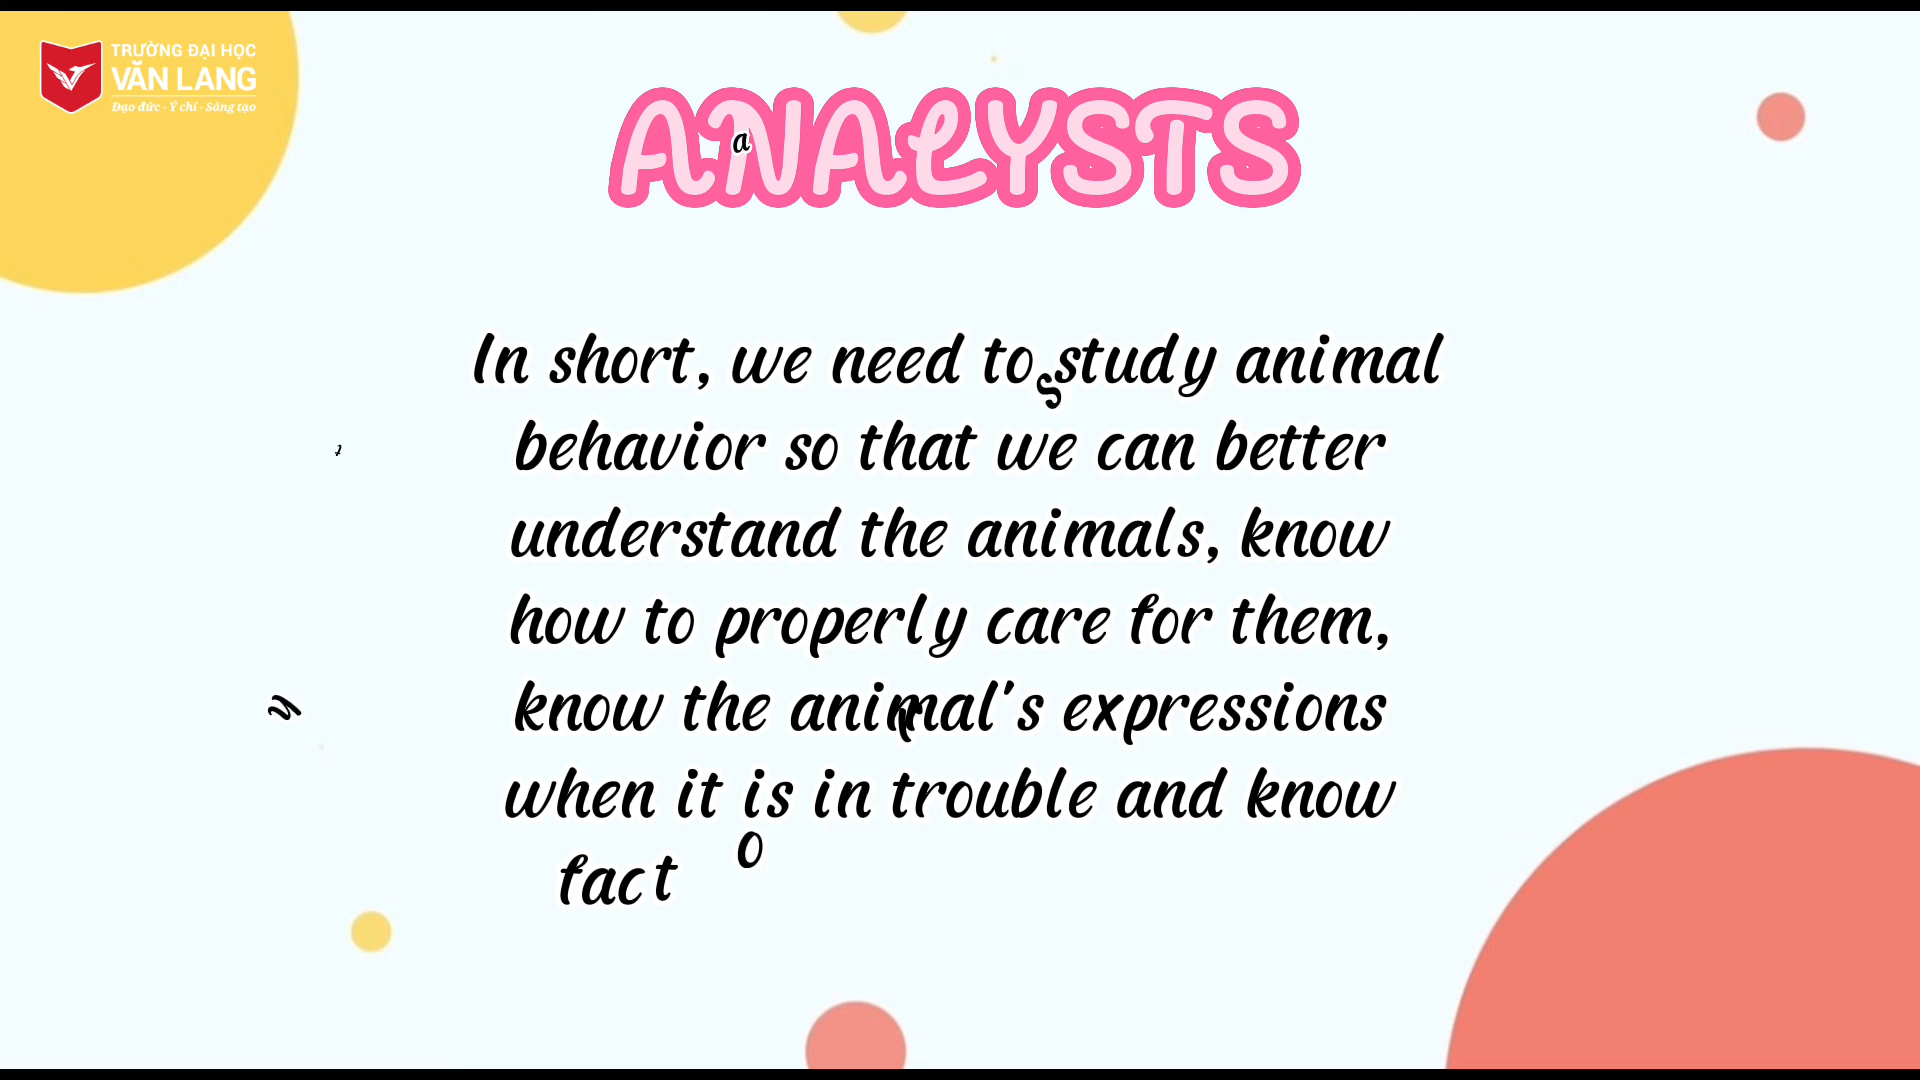 TRƯỜNG ĐẠI HỌC
VĂN LANG
Đạo đức - Ý chí - Sáng tạo
ANALYSTS
In short, we need to study animal
behavior so that we can better
understand the animals, know
how to properly care for them,
know the animal's expressions
when it is in trouble and know
fact